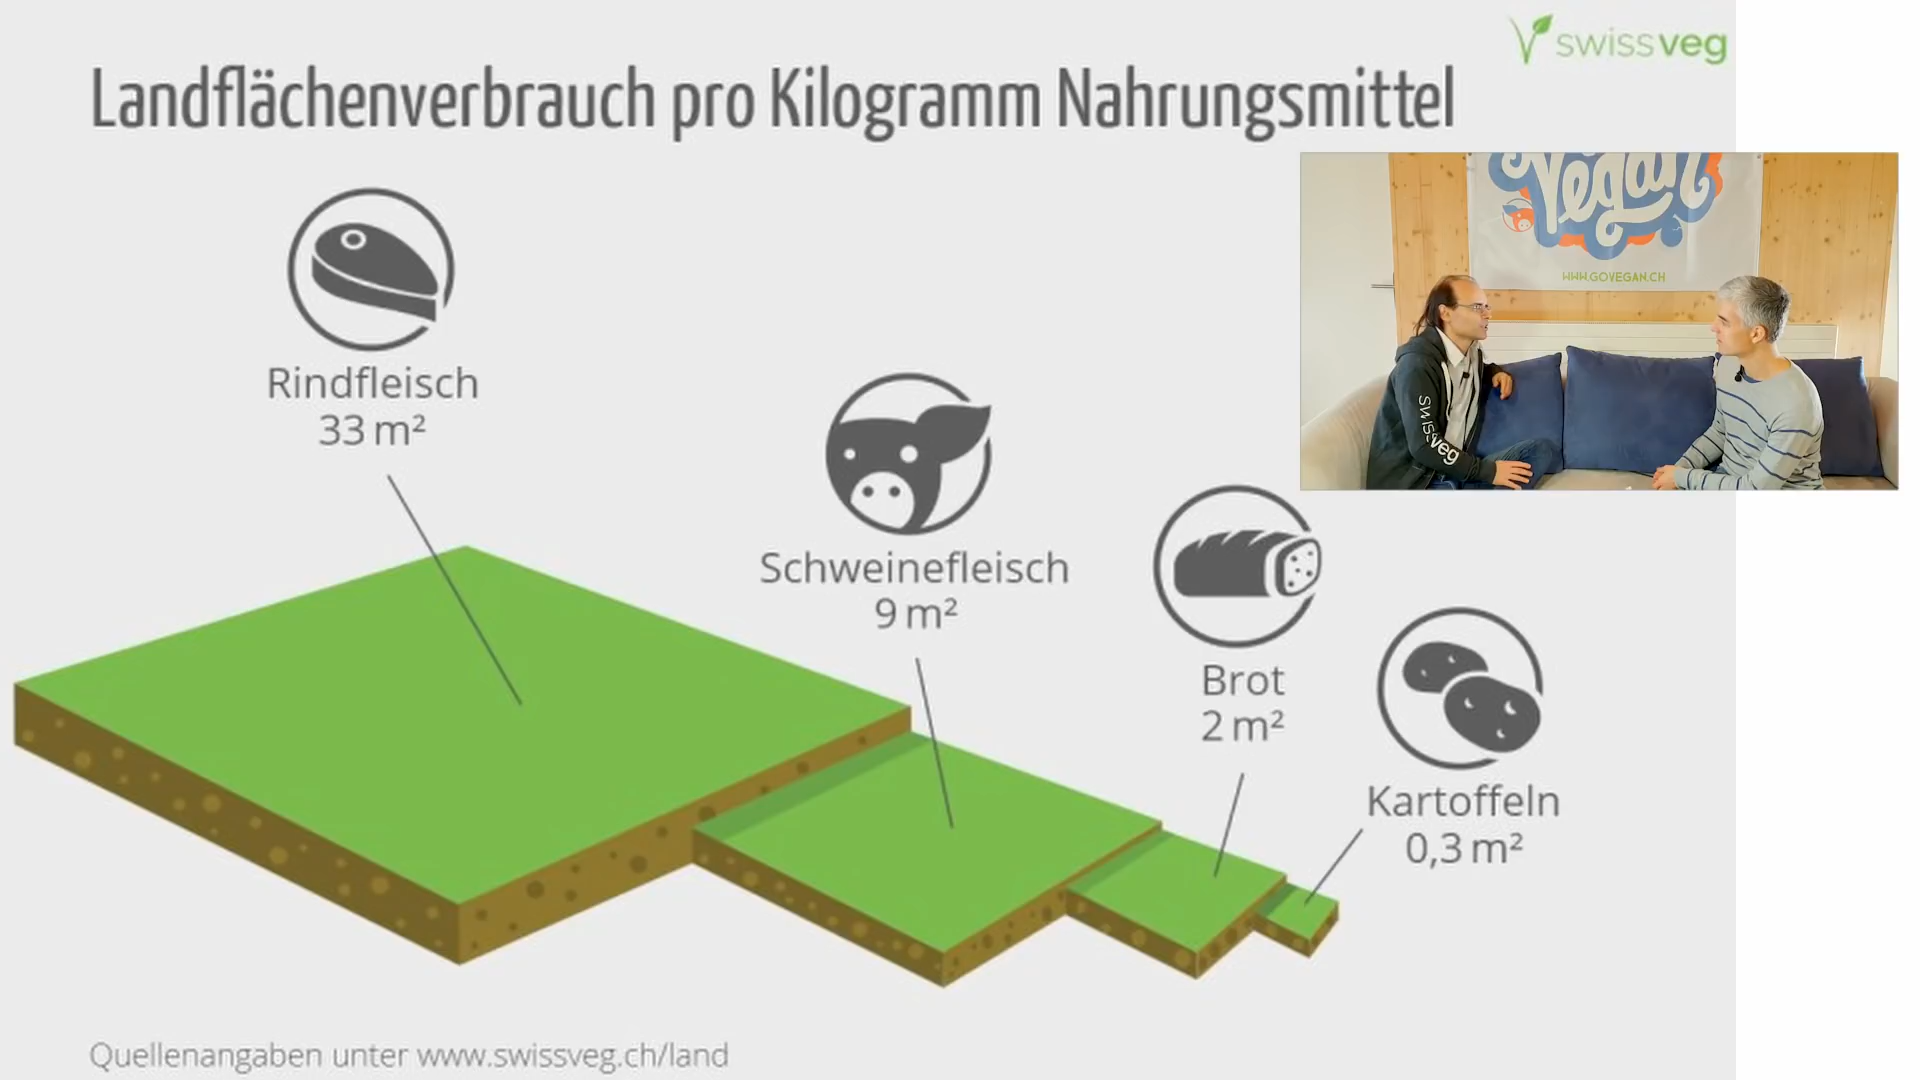 swissveg
Landflächenverbrauch pro Kilogramm Nahrungsmittel
Vegan
WWW.GOVEGAN.CH
swissveg
Rindfleisch
33 m²
Schweinefleisch
9 m²
Brot
2 m²
Kartoffeln
0,3 m²
Quellenangaben unter www.swissveg.ch/land